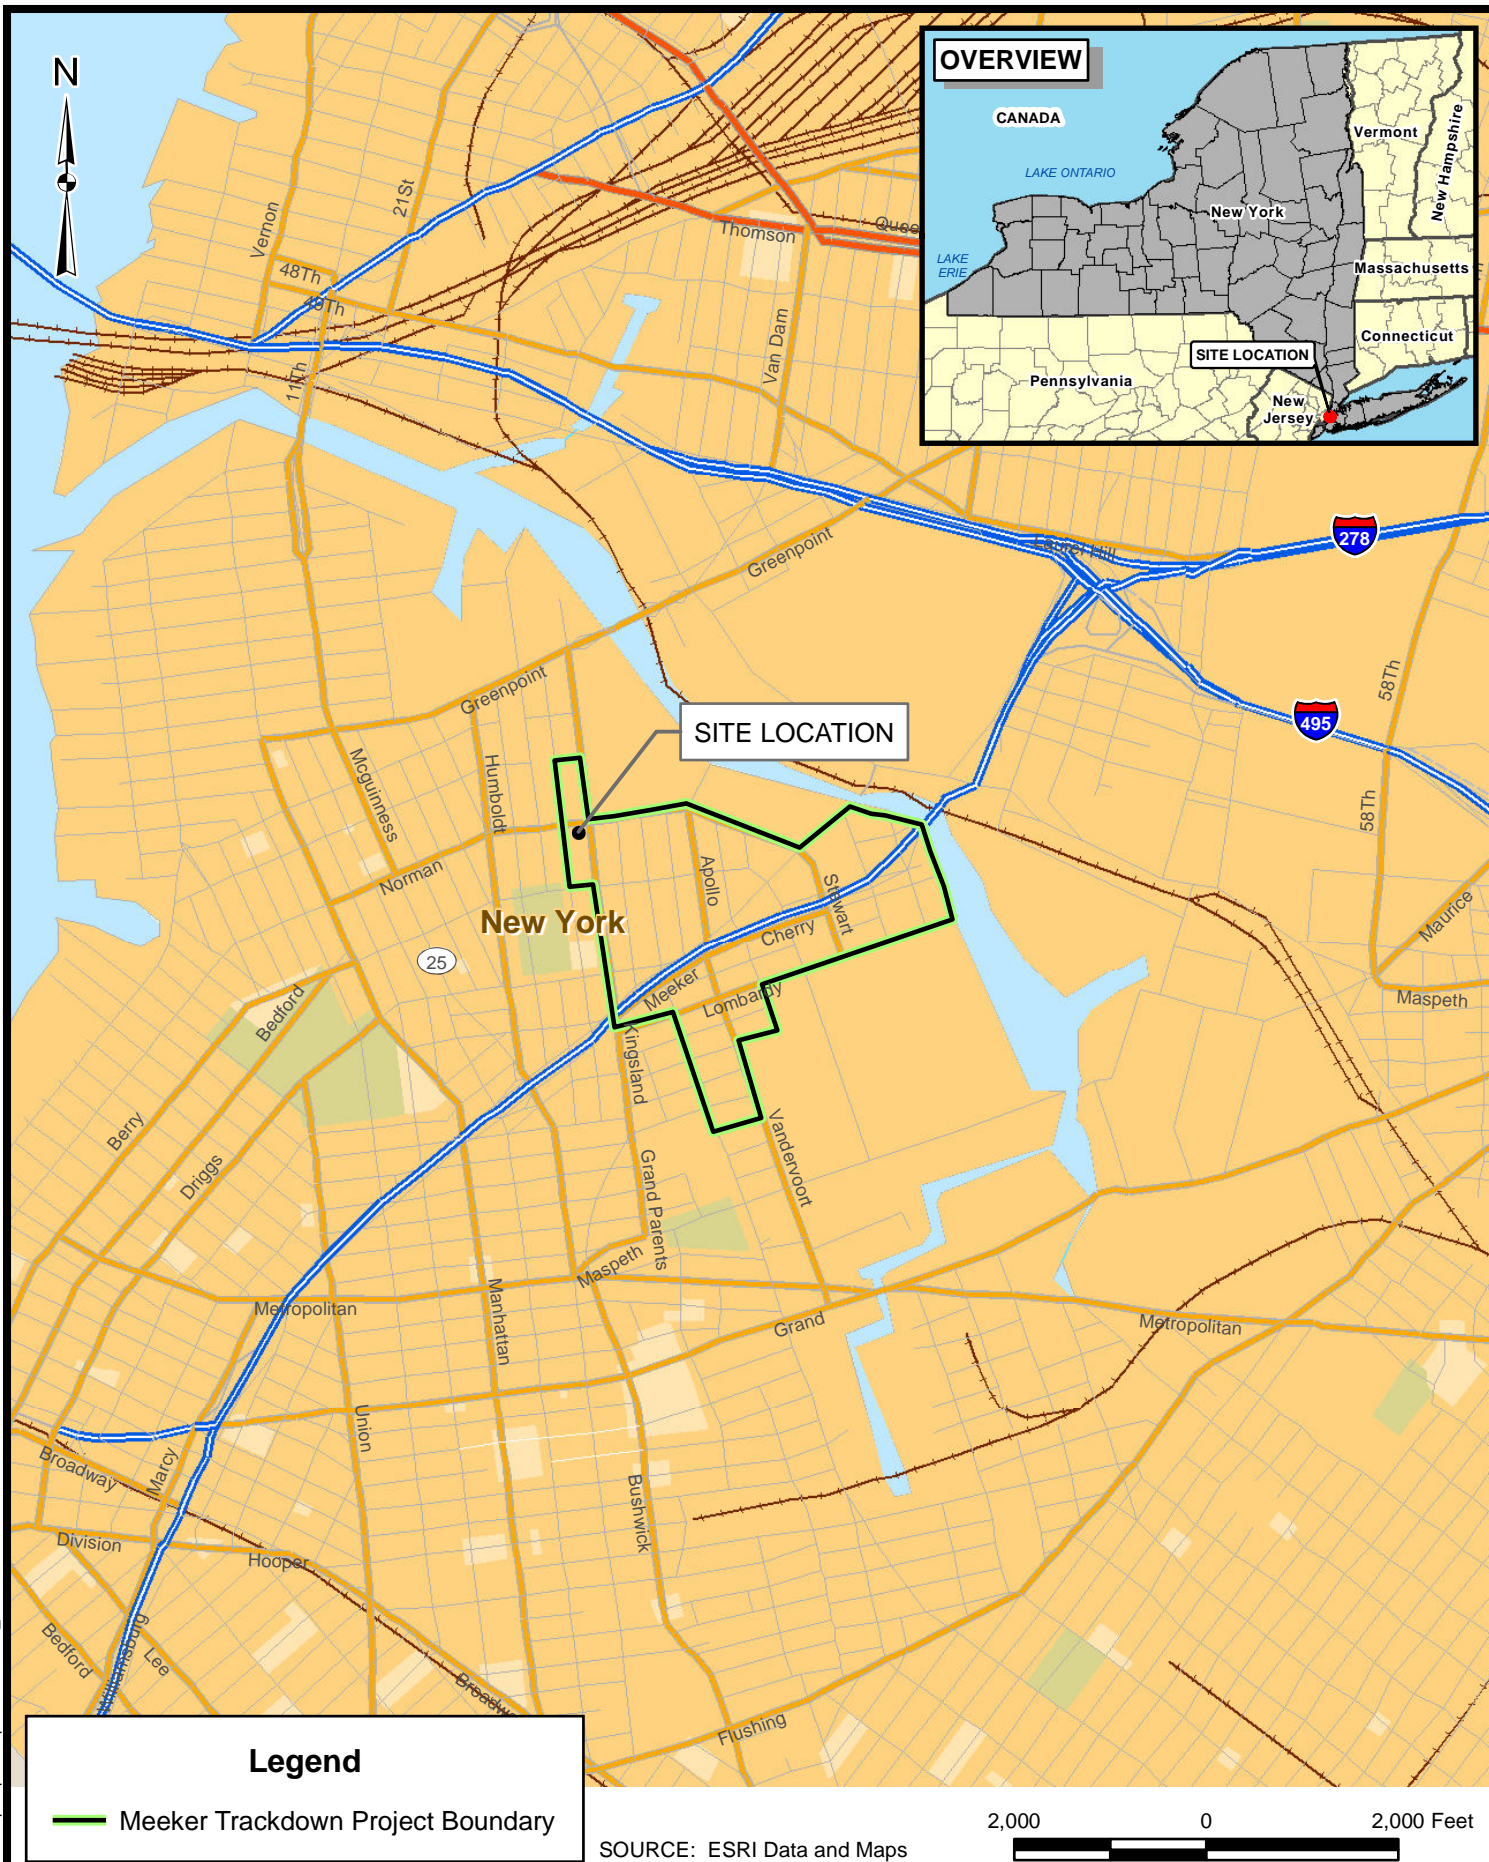 N
OVERVIEW
CANADA
LAKE ONTARIO
LAKE
ERIE
New York
Vermont
New Hampshire
Massachusetts
Connecticut
Pennsylvania
New
Jersey
SITE LOCATION
Vernon
21St
48Th
49Th
11Th
Thomson
Van Dam
Greenpoint
Laurel Hill
278
495
58Th
58Th
Greenpoint
SITE LOCATION
Mcguinness
Humboldt
Norman
Apollo
Stewart
New York
Cherry
25
Meeker
Lombardy
Maurice
Maspeth
Bedford
Kingsland
Berry
Driggs
Vandervoort
Grand Parents
Maspeth
Metropolitan
Manhattan
Grand
Metropolitan
Union
Broadway
Marcy
Bushwick
Division
Hooper
Bedford
Williamsburg
Lee
Flushing
Legend
Meeker Trackdown Project Boundary
SOURCE: ESRI Data and Maps
2,000 0 2,000 Feet